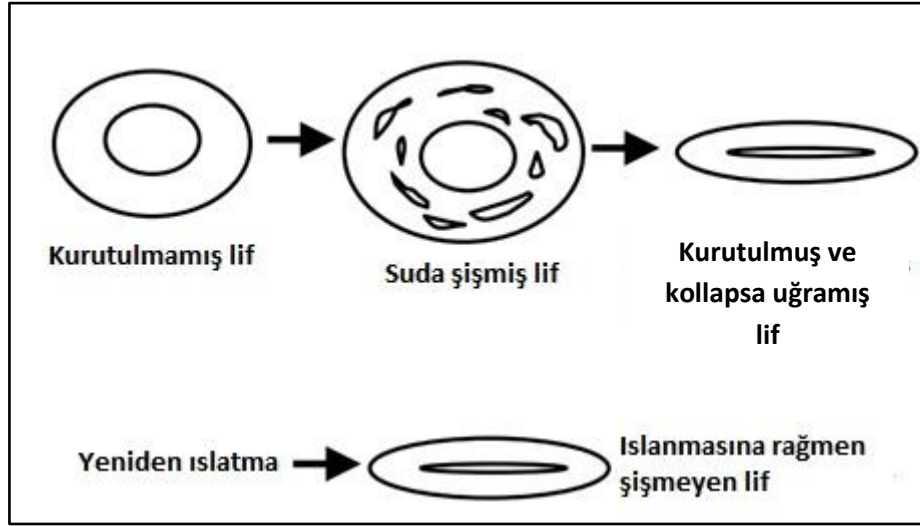 Kurutulmamış lif
Suda şişmiş lif
Kurutulmuş ve
kollapsa uğramış
lif
Yeniden ıslatma
Islanmasına rağmen
şişmeyen lif